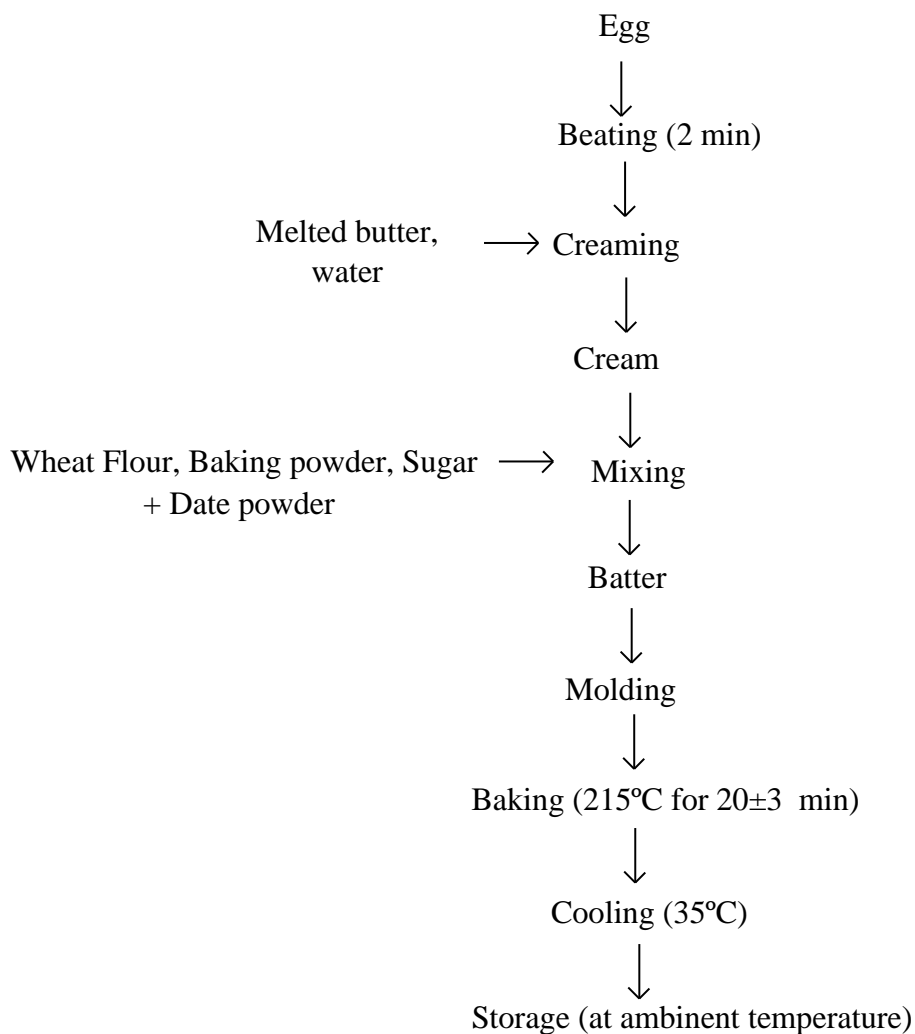 Egg
Beating (2 min)
Melted butter,
water
Creaming
Cream
Wheat Flour, Baking powder, Sugar
+ Date powder
Mixing
Batter
Molding
Baking (215ºC for 20±3 min)
Cooling (35ºC)
Storage (at ambinent temperature)